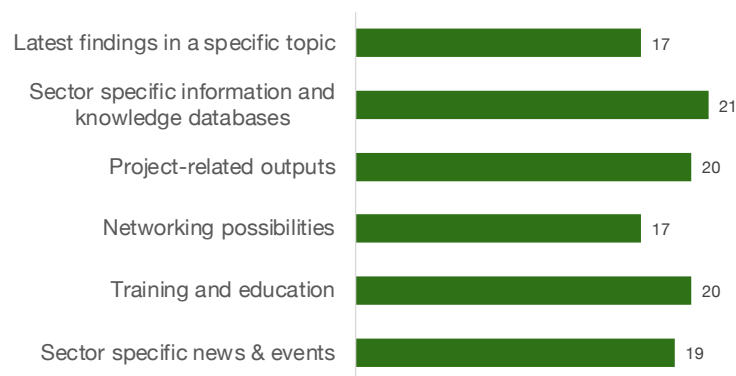 Latest findings in a specific topic
17
Sector specific information and
knowledge databases
21
Project-related outputs
20
Networking possibilities
17
Training and education
20
Sector specific news & events
19